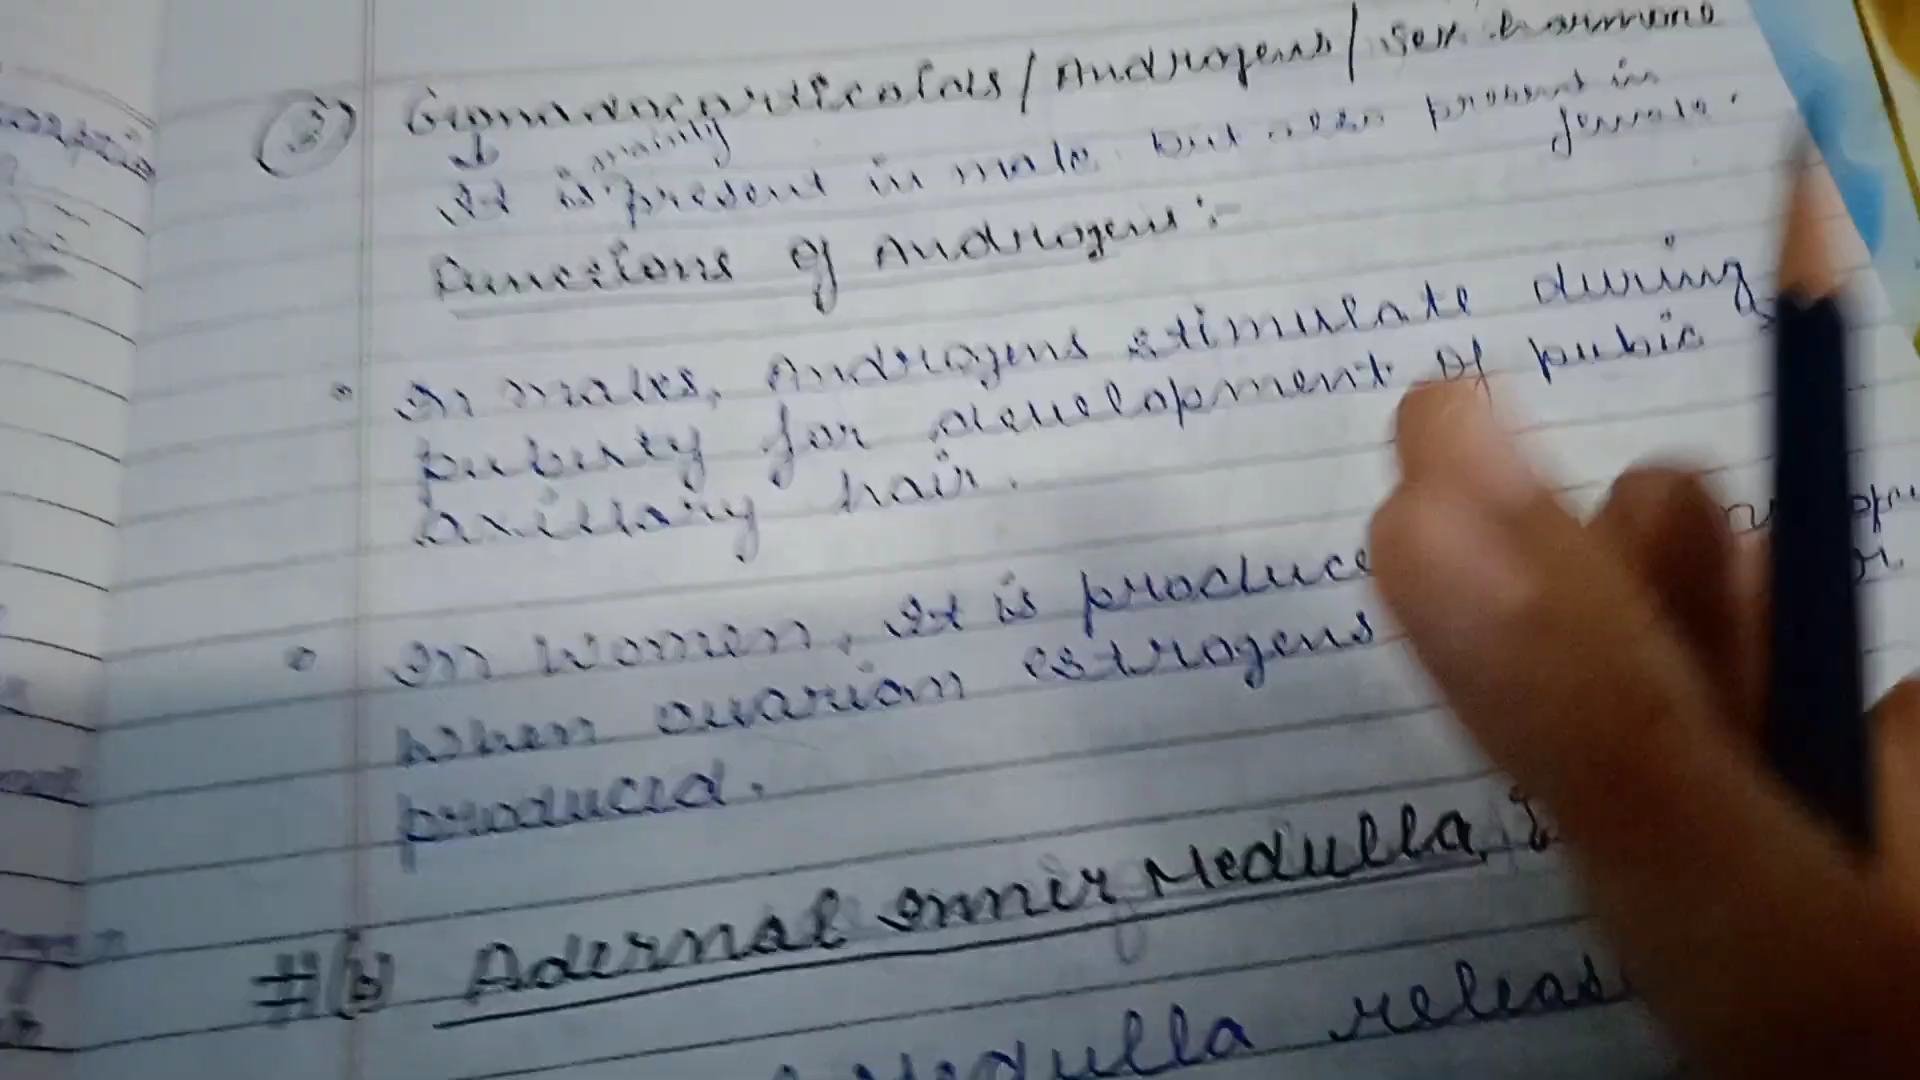 3) Gonadocorticoids / Androgens / sex harmone
It is mainly present in male but also present in female.
Functions of Androgens :-
• In males, Androgens stimulate during
puberty for development of pubic
axillary hair.
• In women, It is produce
when ovarian estrogens
produced.
#(b) Adernal Inner Medulla
Medulla releas